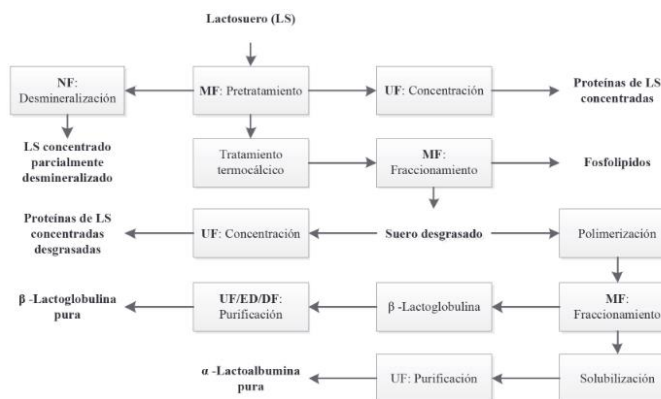 Lactosuero (LS)
NF:
Desmineralización
MF: Pretratamiento
UF: Concentración
Proteínas de LS
concentradas
LS concentrado
parcialmente
desmineralizado
Tratamiento
termocálcico
MF:
Fraccionamiento
Fosfolipidos
Proteínas de LS
concentradas
desgrasadas
UF: Concentración
Suero desgrasado
Polimerización
β -Lactoglobulina
pura
UF/ED/DF:
Purificación
β -Lactoglobulina
MF:
Fraccionamiento
α -Lactoalbumina
pura
UF: Purificación
Solubilización